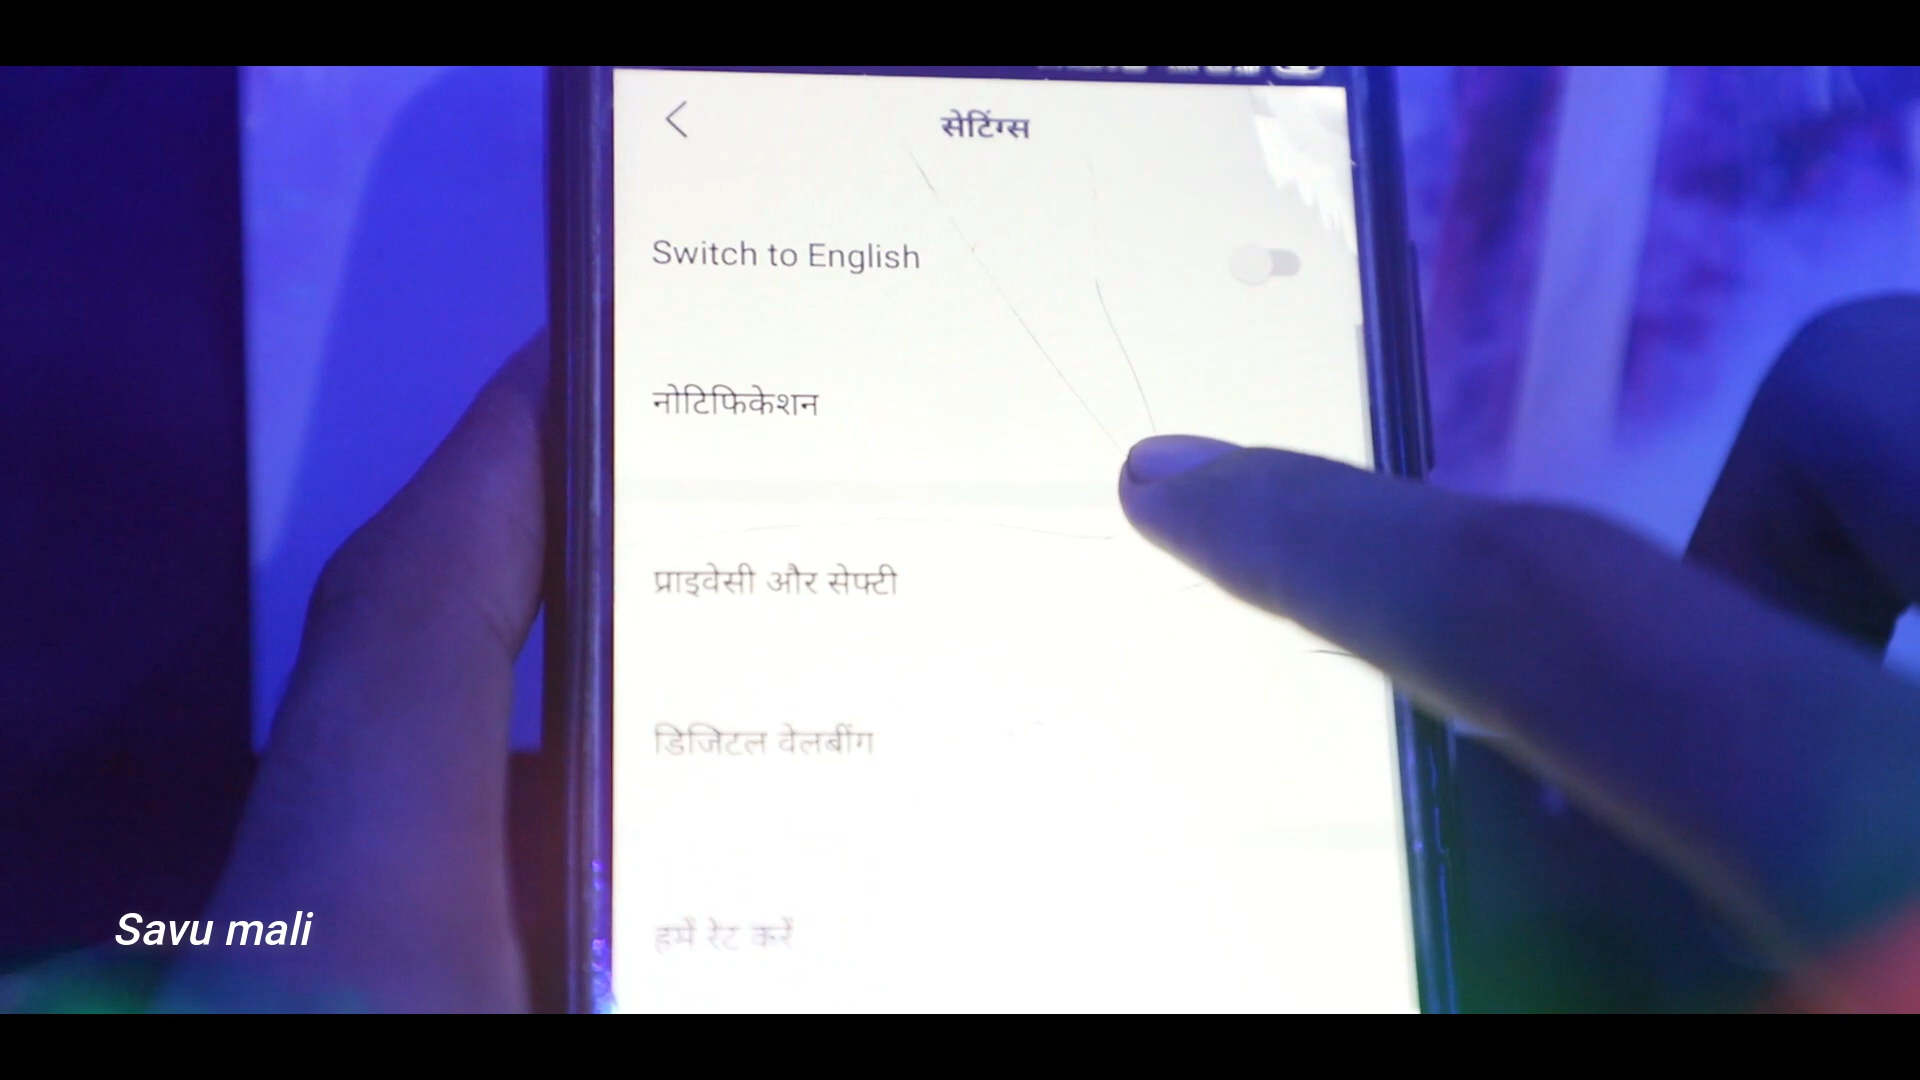 सेटिंग्स
Switch to English
नोटिफिकेशन
प्राइवेसी और सेफ्टी
डिजिटल वेलबींग
हमें रेट करें
Savu mali